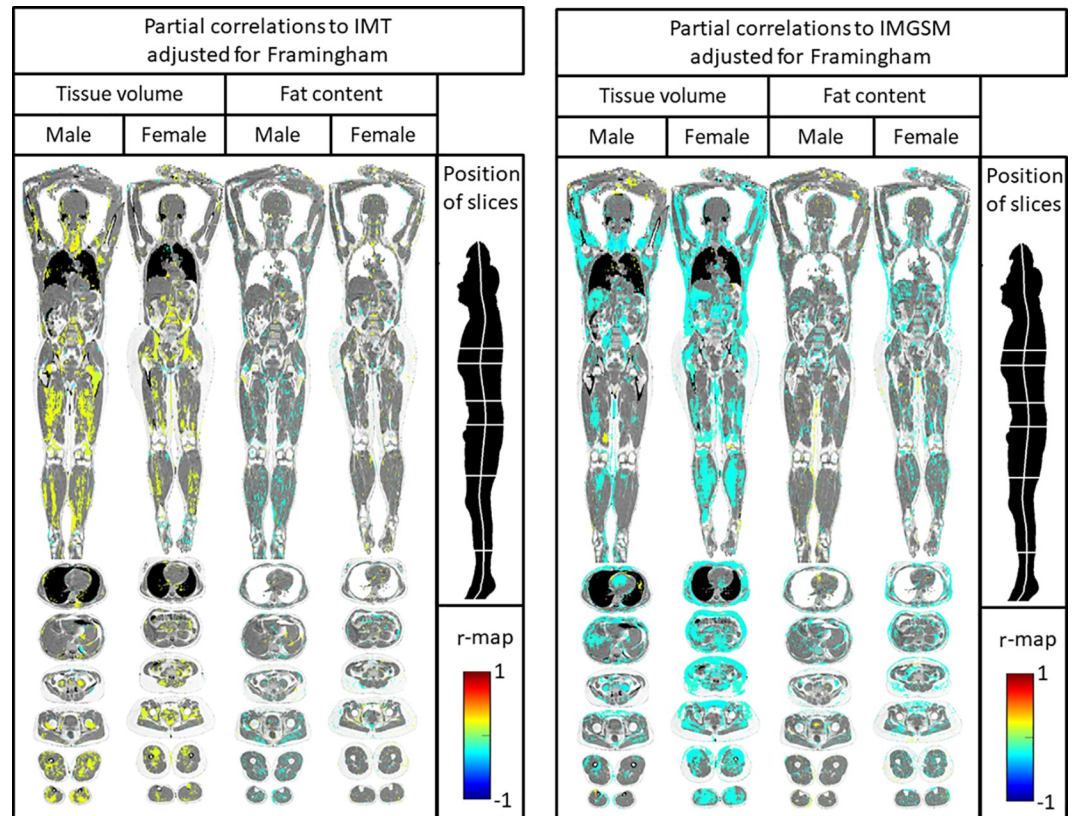 Partial correlations to IMT
adjusted for Framingham
Tissue volume
Fat content
Male
Female
Male
Female
Position
of slices
r-map
1
-1
Partial correlations to IMGSM
adjusted for Framingham
Tissue volume
Fat content
Male
Female
Male
Female
Position
of slices
r-map
1
-1